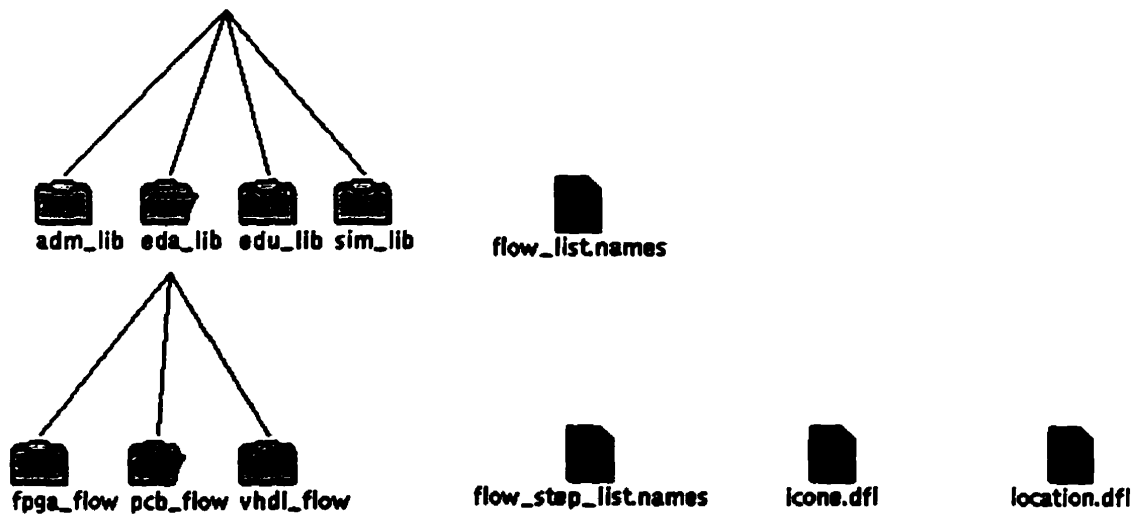 adm_lib eda_lib edu_lib sim_lib
flow_list.names
fpga_flow pcb_flow vhdl_flow flow_step_list.names icone.dfl location.dfl